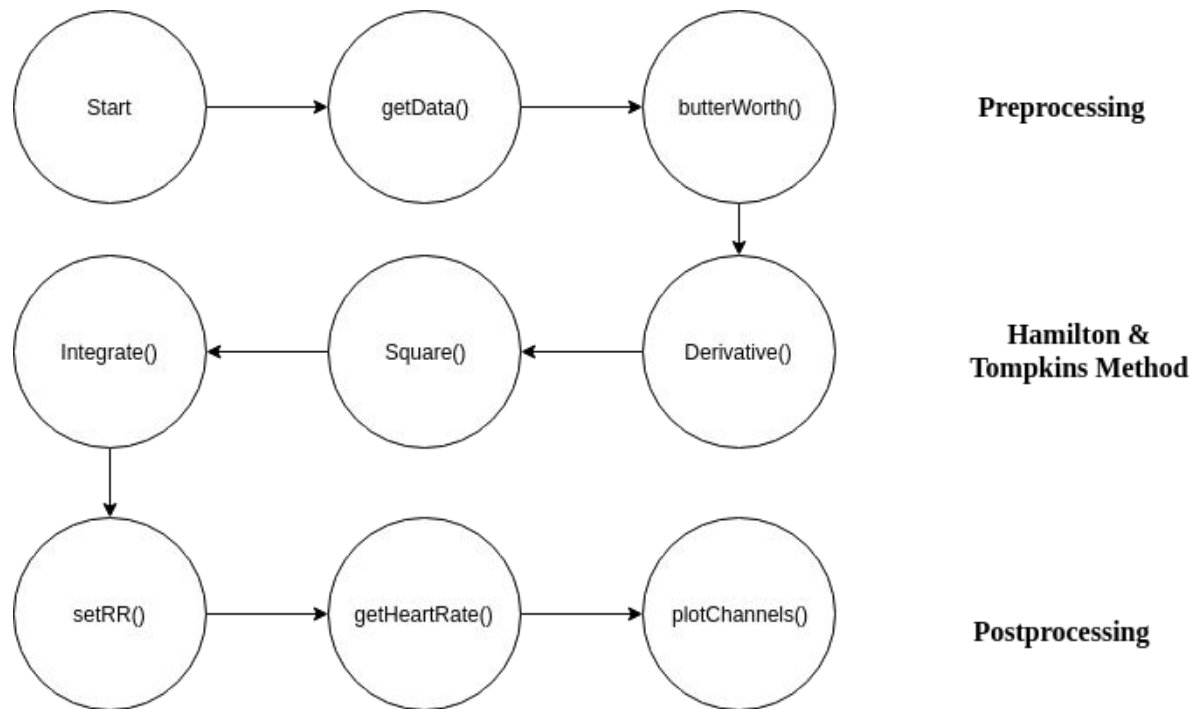 Start
getData()
butterWorth()
Preprocessing
Integrate()
Square()
Derivative()
Hamilton &
Tompkins Method
setRR()
getHeartRate()
plotChannels()
Postprocessing